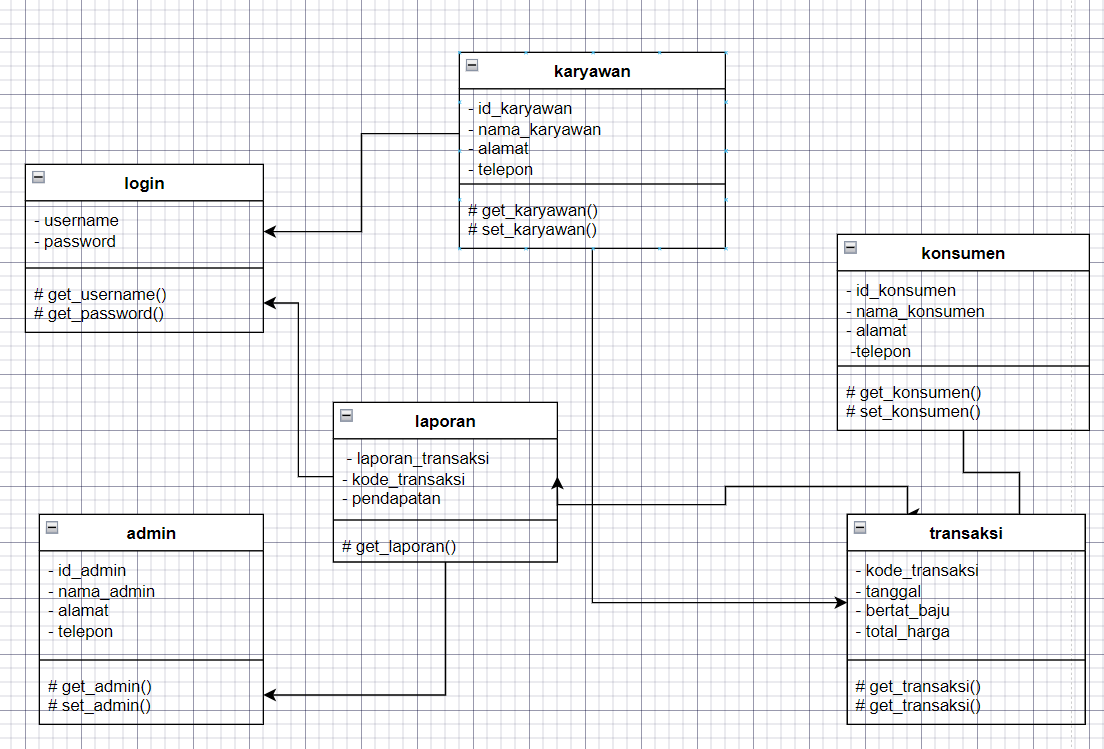 karyawan
- id_karyawan
- nama_karyawan
- alamat
- telepon
# get_karyawan()
# set_karyawan()
login
- username
- password
# get_username()
# get_password()
konsumen
- id_konsumen
- nama_konsumen
- alamat
-telepon
# get_konsumen()
# set_konsumen()
laporan
- laporan_transaksi
- kode_transaksi
- pendapatan
# get_laporan()
admin
- id_admin
- nama_admin
- alamat
- telepon
# get_admin()
# set_admin()
transaksi
- kode_transaksi
- tanggal
- bertat_baju
- total_harga
# get_transaksi()
# get_transaksi()